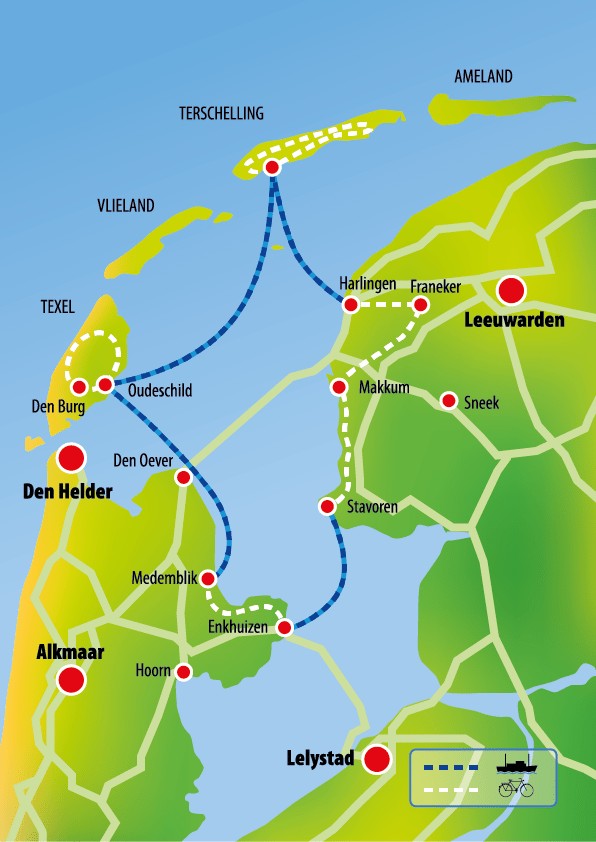 AMELAND
TERSCHELLING
VLIELAND
Harlingen
Franeker
TEXEL
Leeuwarden
Oudeschild
Makkum
Den Burg
Sneek
Den Oever
Den Helder
Stavoren
Medemblik
Enkhuizen
Alkmaar
Hoorn
Lelystad